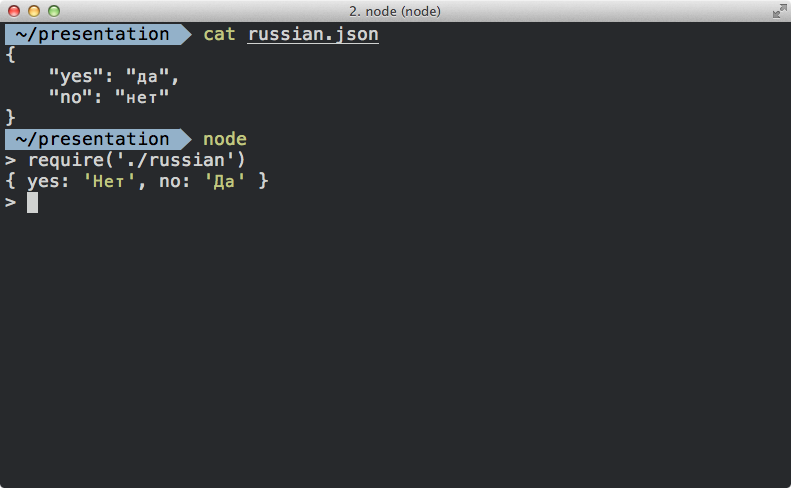 2. node (node)
~/presentation cat russian.json
{
    "yes": "да",
    "no": "нет"
}
~/presentation node
> require('./russian')
{ yes: 'Нет', no: 'Да' }
>